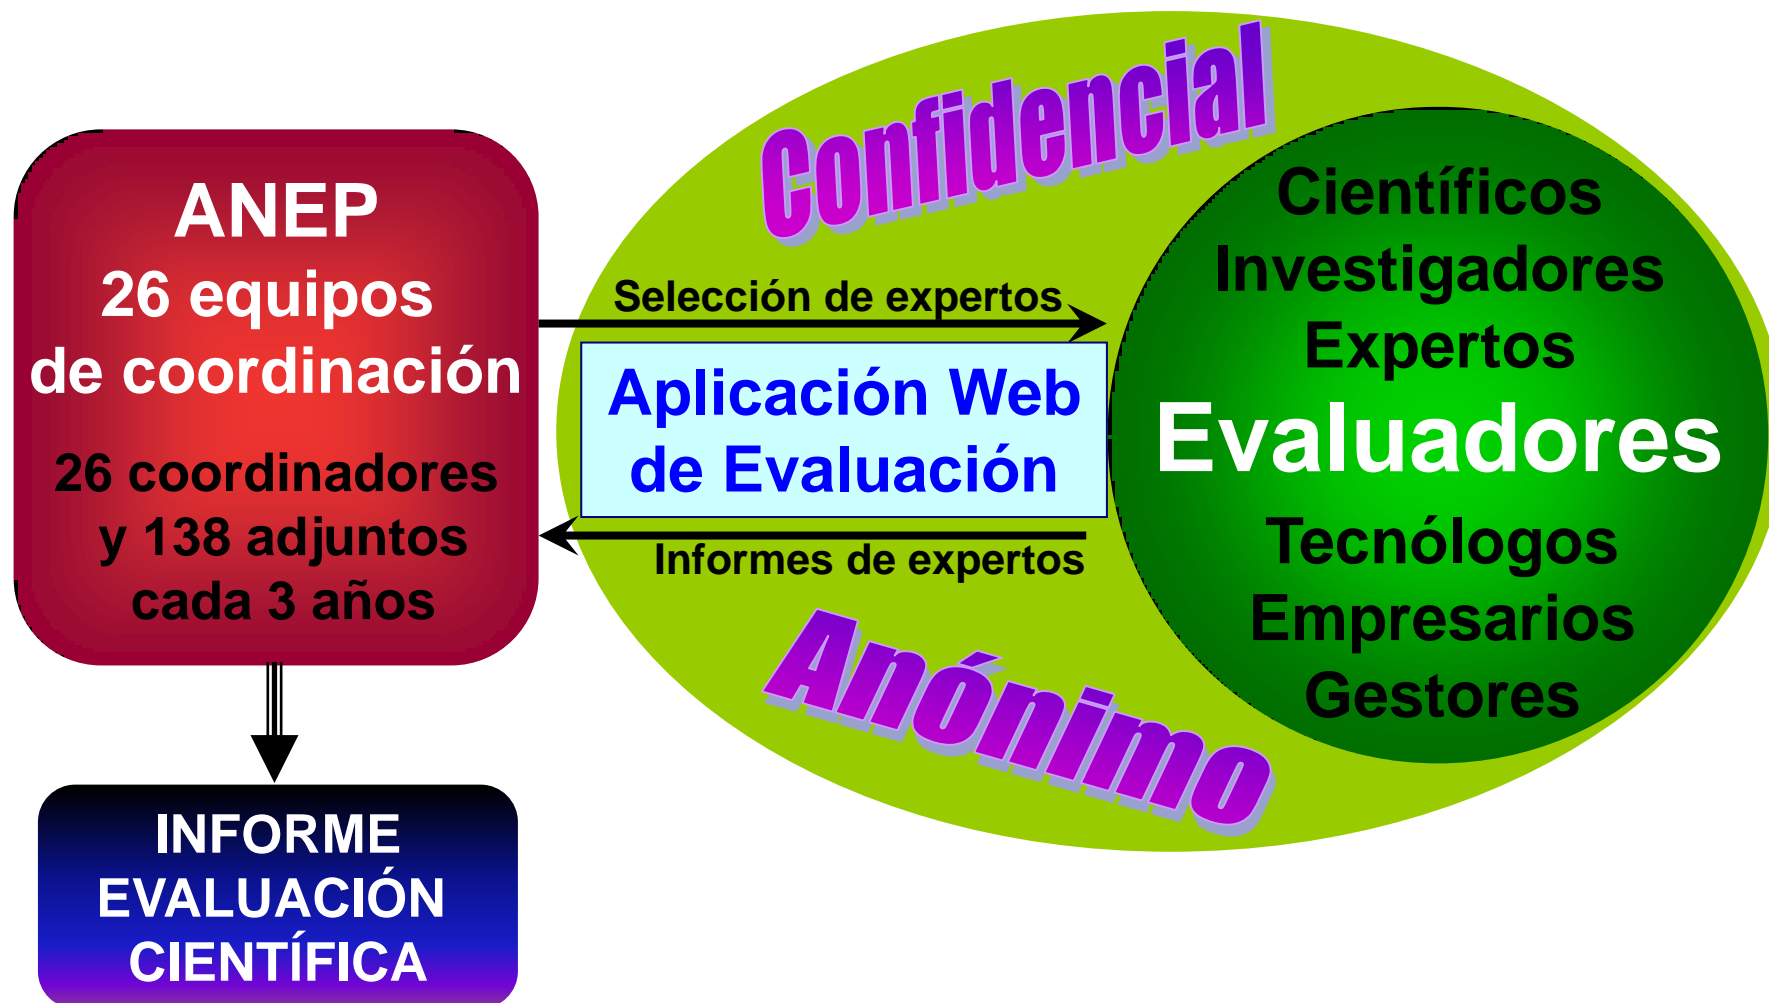 ANEP
26 equipos
de coordinación
26 coordinadores
y 138 adjuntos
cada 3 años
INFORME
EVALUACIÓN
CIENTÍFICA
Confidencial
Selección de expertos
Aplicación Web
de Evaluación
Informes de expertos
Anónimo
Científicos
Investigadores
Expertos
Evaluadores
Tecnólogos
Empresarios
Gestores